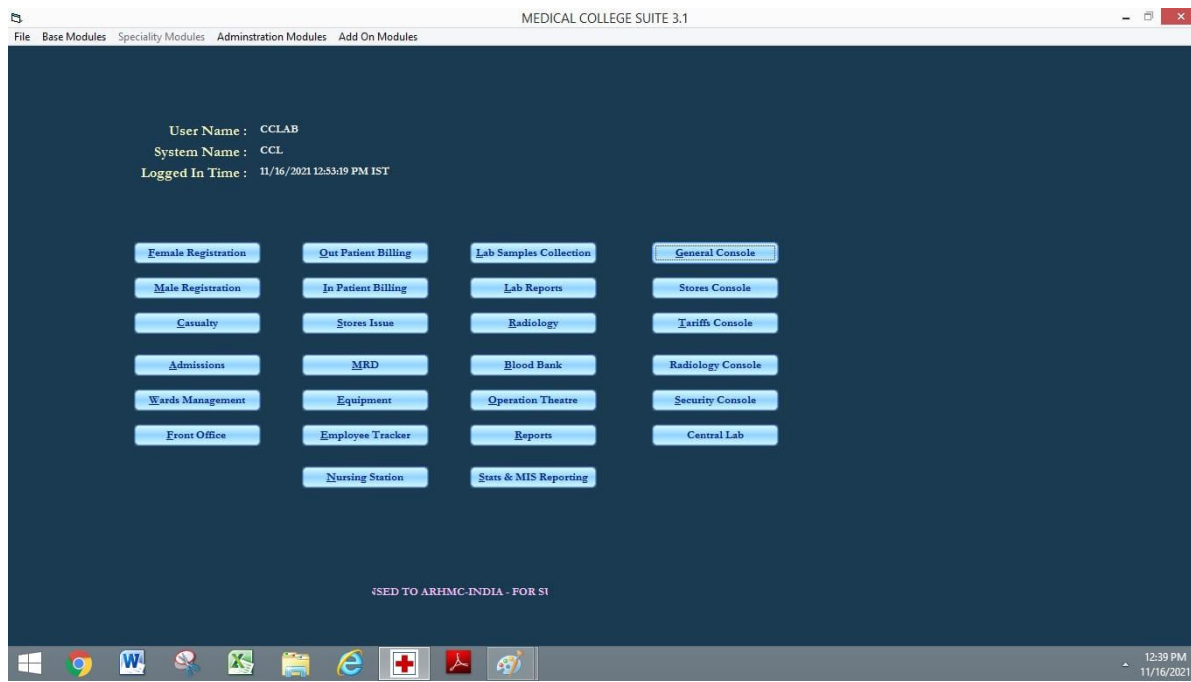 MEDICAL COLLEGE SUITE 3.1
File Base Modules Speciality Modules Adminstration Modules Add On Modules
User Name : CCLAB
System Name : CCL
Logged In Time : 11/16/2021 12:53:19 PM IST
Female Registration Out Patient Billing Lab Samples Collection General Console
Male Registration In Patient Billing Lab Reports Stores Console
Casualty Stores Issue Radiology Tariffs Console
Admissions MRD Blood Bank Radiology Console
Wards Management Equipment Operation Theatre Security Console
Front Office Employee Tracker Reports Central Lab
Nursing Station Stats & MIS Reporting
SED TO ARHMC-INDIA - FOR SU
12:39 PM
11/16/2021